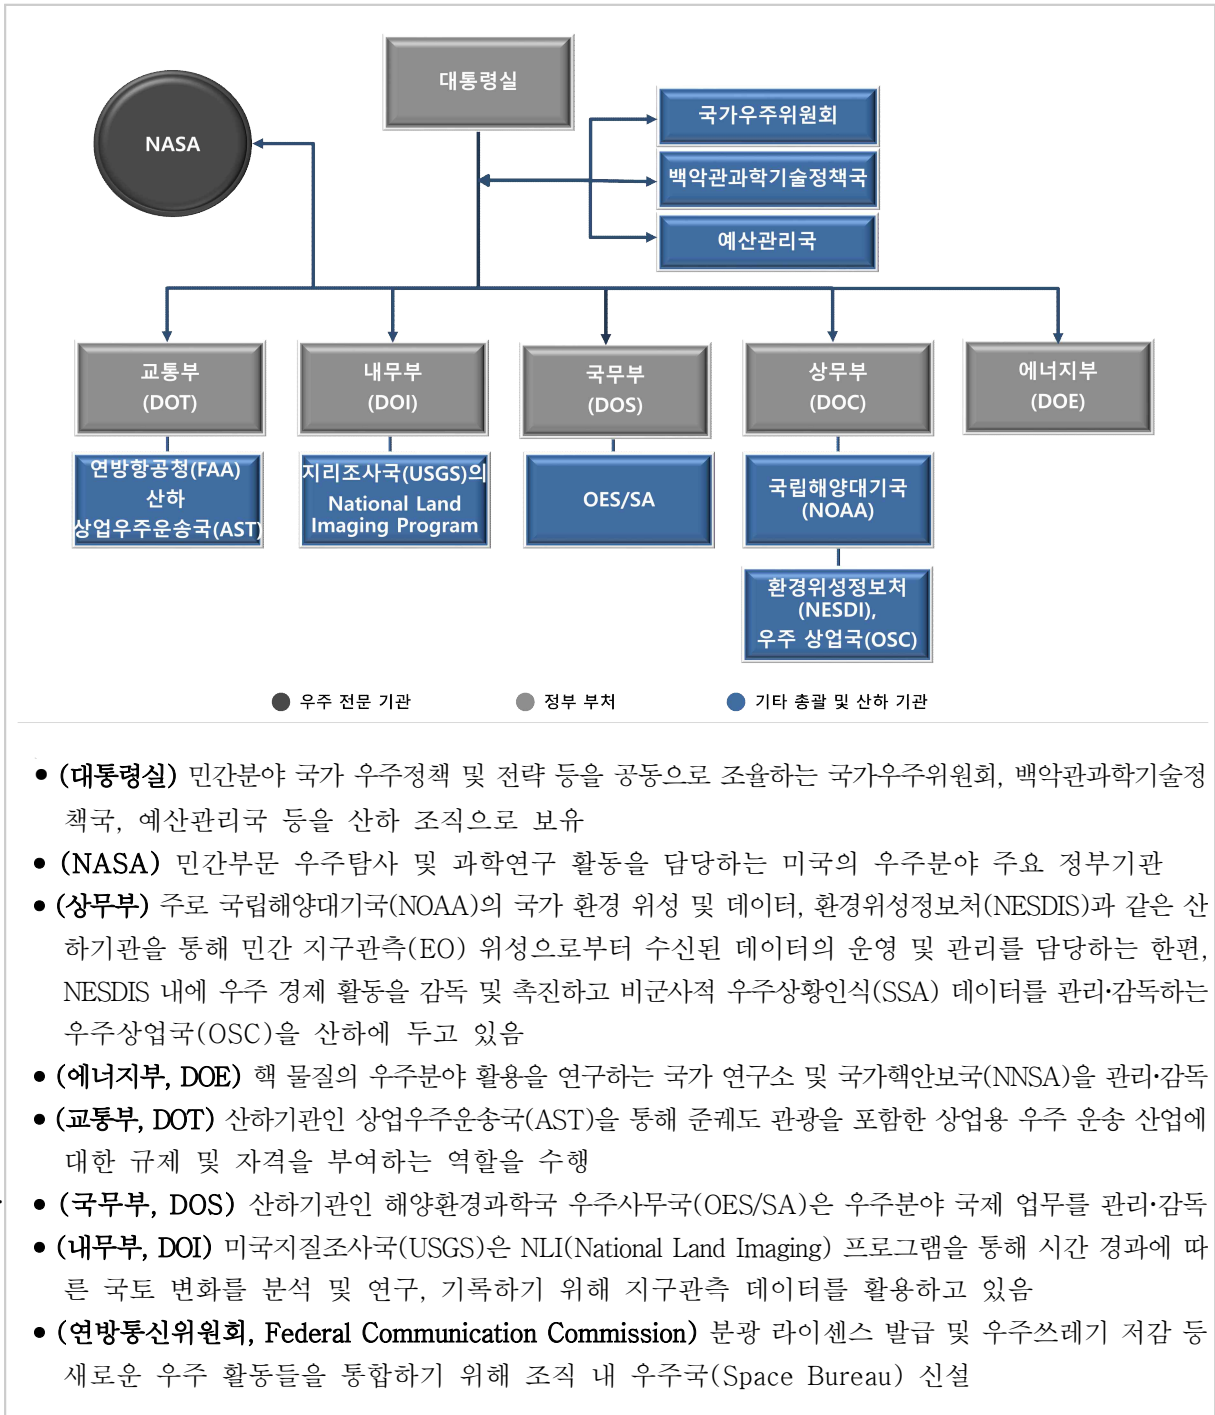 대통령실
NASA
국가우주위원회
백악관과학기술정책국
예산관리국
교통부
(DOT)
내무부
(DOI)
국무부
(DOS)
상무부
(DOC)
에너지부
(DOE)
연방항공청(FAA)
산하
상업우주운송국(AST)
지리조사국(USGS)의
National Land
Imaging Program
OES/SA
국립해양대기국
(NOAA)
환경위성정보처
(NESDI),
우주 상업국(OSC)
우주 전문 기관
정부 부처
기타 총괄 및 산하 기관
• (대통령실) 민간분야 국가 우주정책 및 전략 등을 공동으로 조율하는 국가우주위원회, 백악관과학기술정
책국, 예산관리국 등을 산하 조직으로 보유
• (NASA) 민간부문 우주탐사 및 과학연구 활동을 담당하는 미국의 우주분야 주요 정부기관
• (상무부) 주로 국립해양대기국(NOAA)의 국가 환경 위성 및 데이터, 환경위성정보처(NESDIS)과 같은 산
하기관을 통해 민간 지구관측(EO) 위성으로부터 수신된 데이터의 운영 및 관리를 담당하는 한편,
NESDIS 내에 우주 경제 활동을 감독 및 촉진하고 비군사적 우주상황인식(SSA) 데이터를 관리·감독하는
우주상업국(OSC)을 산하에 두고 있음
• (에너지부, DOE) 핵 물질의 우주분야 활용을 연구하는 국가 연구소 및 국가핵안보국(NNSA)을 관리·감독
• (교통부, DOT) 산하기관인 상업우주운송국(AST)을 통해 준궤도 관광을 포함한 상업용 우주 운송 산업에
대한 규제 및 자격을 부여하는 역할을 수행
• (국무부, DOS) 산하기관인 해양환경과학국 우주사무국(OES/SA)은 우주분야 국제 업무를 관리·감독
• (내무부, DOI) 미국지질조사국(USGS)은 NLI(National Land Imaging) 프로그램을 통해 시간 경과에 따
른 국토 변화를 분석 및 연구, 기록하기 위해 지구관측 데이터를 활용하고 있음
• (연방통신위원회, Federal Communication Commission) 분광 라이센스 발급 및 우주쓰레기 저감 등
새로운 우주 활동들을 통합하기 위해 조직 내 우주국(Space Bureau) 신설